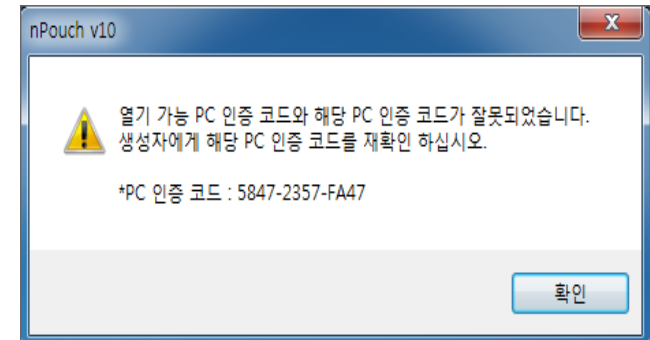 nPouch v10
열기 가능 PC 인증 코드와 해당 PC 인증 코드가 잘못되었습니다.
생성자에게 해당 PC 인증 코드를 재확인 하십시오.
*PC 인증 코드 : 5847-2357-FA47
확인